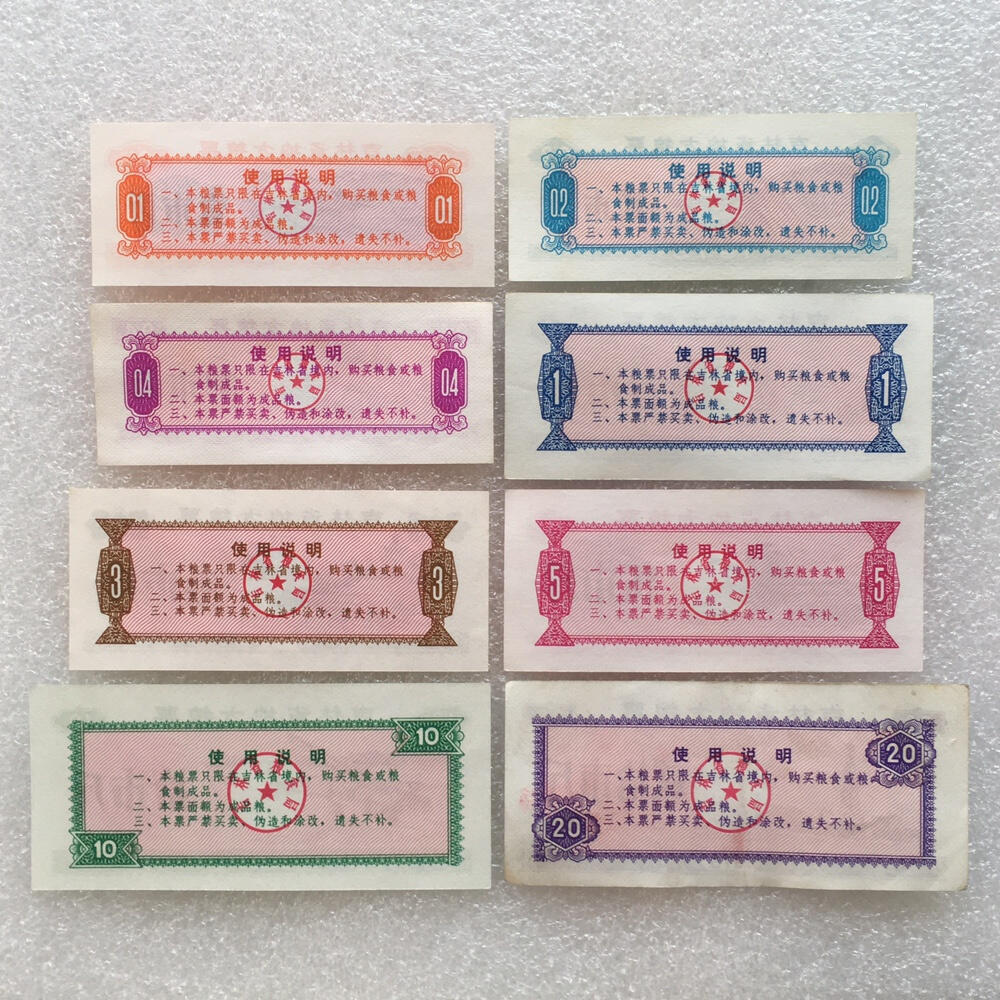 使用说明
一、本粮票只限在吉林省境内，购买粮食或粮
食制成品。
二、本票面额为成品粮。
三、本票严禁买卖、伪造和涂改，遗失不补。
0.1
0.1
使用说明
一、本粮票只限在吉林省境内，购买粮食或粮
食制成品。
二、本票面额为成品粮。
三、本票严禁买卖、伪造和涂改，遗失不补。
0.2
0.2
使用说明
一、本粮票只限在吉林省境内，购买粮食或粮
食制成品。
二、本票面额为成品粮。
三、本票严禁买卖、伪造和涂改，遗失不补。
0.4
0.4
使用说明
一、本粮票只限在吉林省境内，购买粮食或粮
食制成品。
二、本票面额为成品粮。
三、本票严禁买卖、伪造和涂改，遗失不补。
1
1
使用说明
一、本粮票只限在吉林省境内，购买粮食或粮
食制成品。
二、本票面额为成品粮。
三、本票严禁买卖、伪造和涂改，遗失不补。
3
3
使用说明
一、本粮票只限在吉林省境内，购买粮食或粮
食制成品。
二、本票面额为成品粮。
三、本票严禁买卖、伪造和涂改，遗失不补。
5
5
10
使用说明
一、本粮票只限在吉林省境内，购买粮食或粮
食制成品。
二、本票面额为成品粮。
三、本票严禁买卖、伪造和涂改，遗失不补。
10
20
使用说明
一、本粮票只限在吉林省境内，购买粮食或粮
食制成品。
二、本票面额为成品粮。
三、本票严禁买卖、伪造和涂改，遗失不补。
20